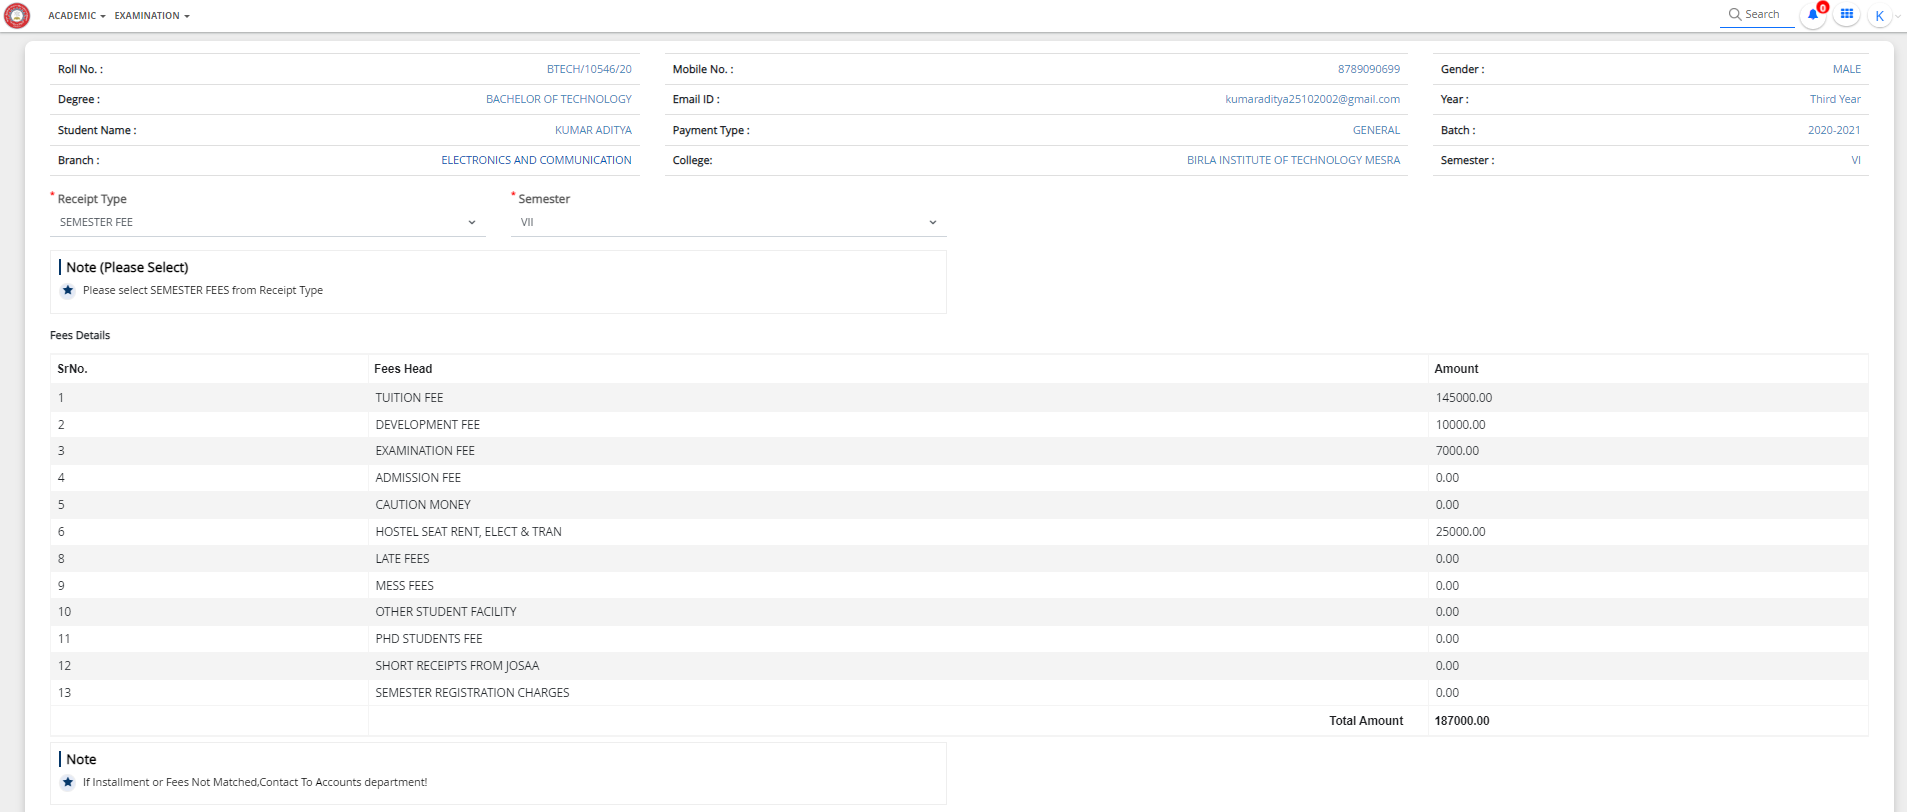 ACADEMIC EXAMINATION Search 0 K
Roll No. : BTECH/10546/20 Mobile No. : 8789090699 Gender : MALE
Degree : BACHELOR OF TECHNOLOGY Email ID : kumaraditya25102002@gmail.com Year : Third Year
Student Name : KUMAR ADITYA Payment Type : GENERAL Batch : 2020-2021
Branch : ELECTRONICS AND COMMUNICATION College: BIRLA INSTITUTE OF TECHNOLOGY MESRA Semester : VI
* Receipt Type * Semester
SEMESTER FEE VII
Note (Please Select)
Please select SEMESTER FEES from Receipt Type
Fees Details
SrNo. Fees Head Amount
1 TUITION FEE 145000.00
2 DEVELOPMENT FEE 10000.00
3 EXAMINATION FEE 7000.00
4 ADMISSION FEE 0.00
5 CAUTION MONEY 0.00
6 HOSTEL SEAT RENT, ELECT & TRAN 25000.00
8 LATE FEES 0.00
9 MESS FEES 0.00
10 OTHER STUDENT FACILITY 0.00
11 PHD STUDENTS FEE 0.00
12 SHORT RECEIPTS FROM JOSAA 0.00
13 SEMESTER REGISTRATION CHARGES 0.00
Total Amount 187000.00
Note
If Installment or Fees Not Matched,Contact To Accounts department!